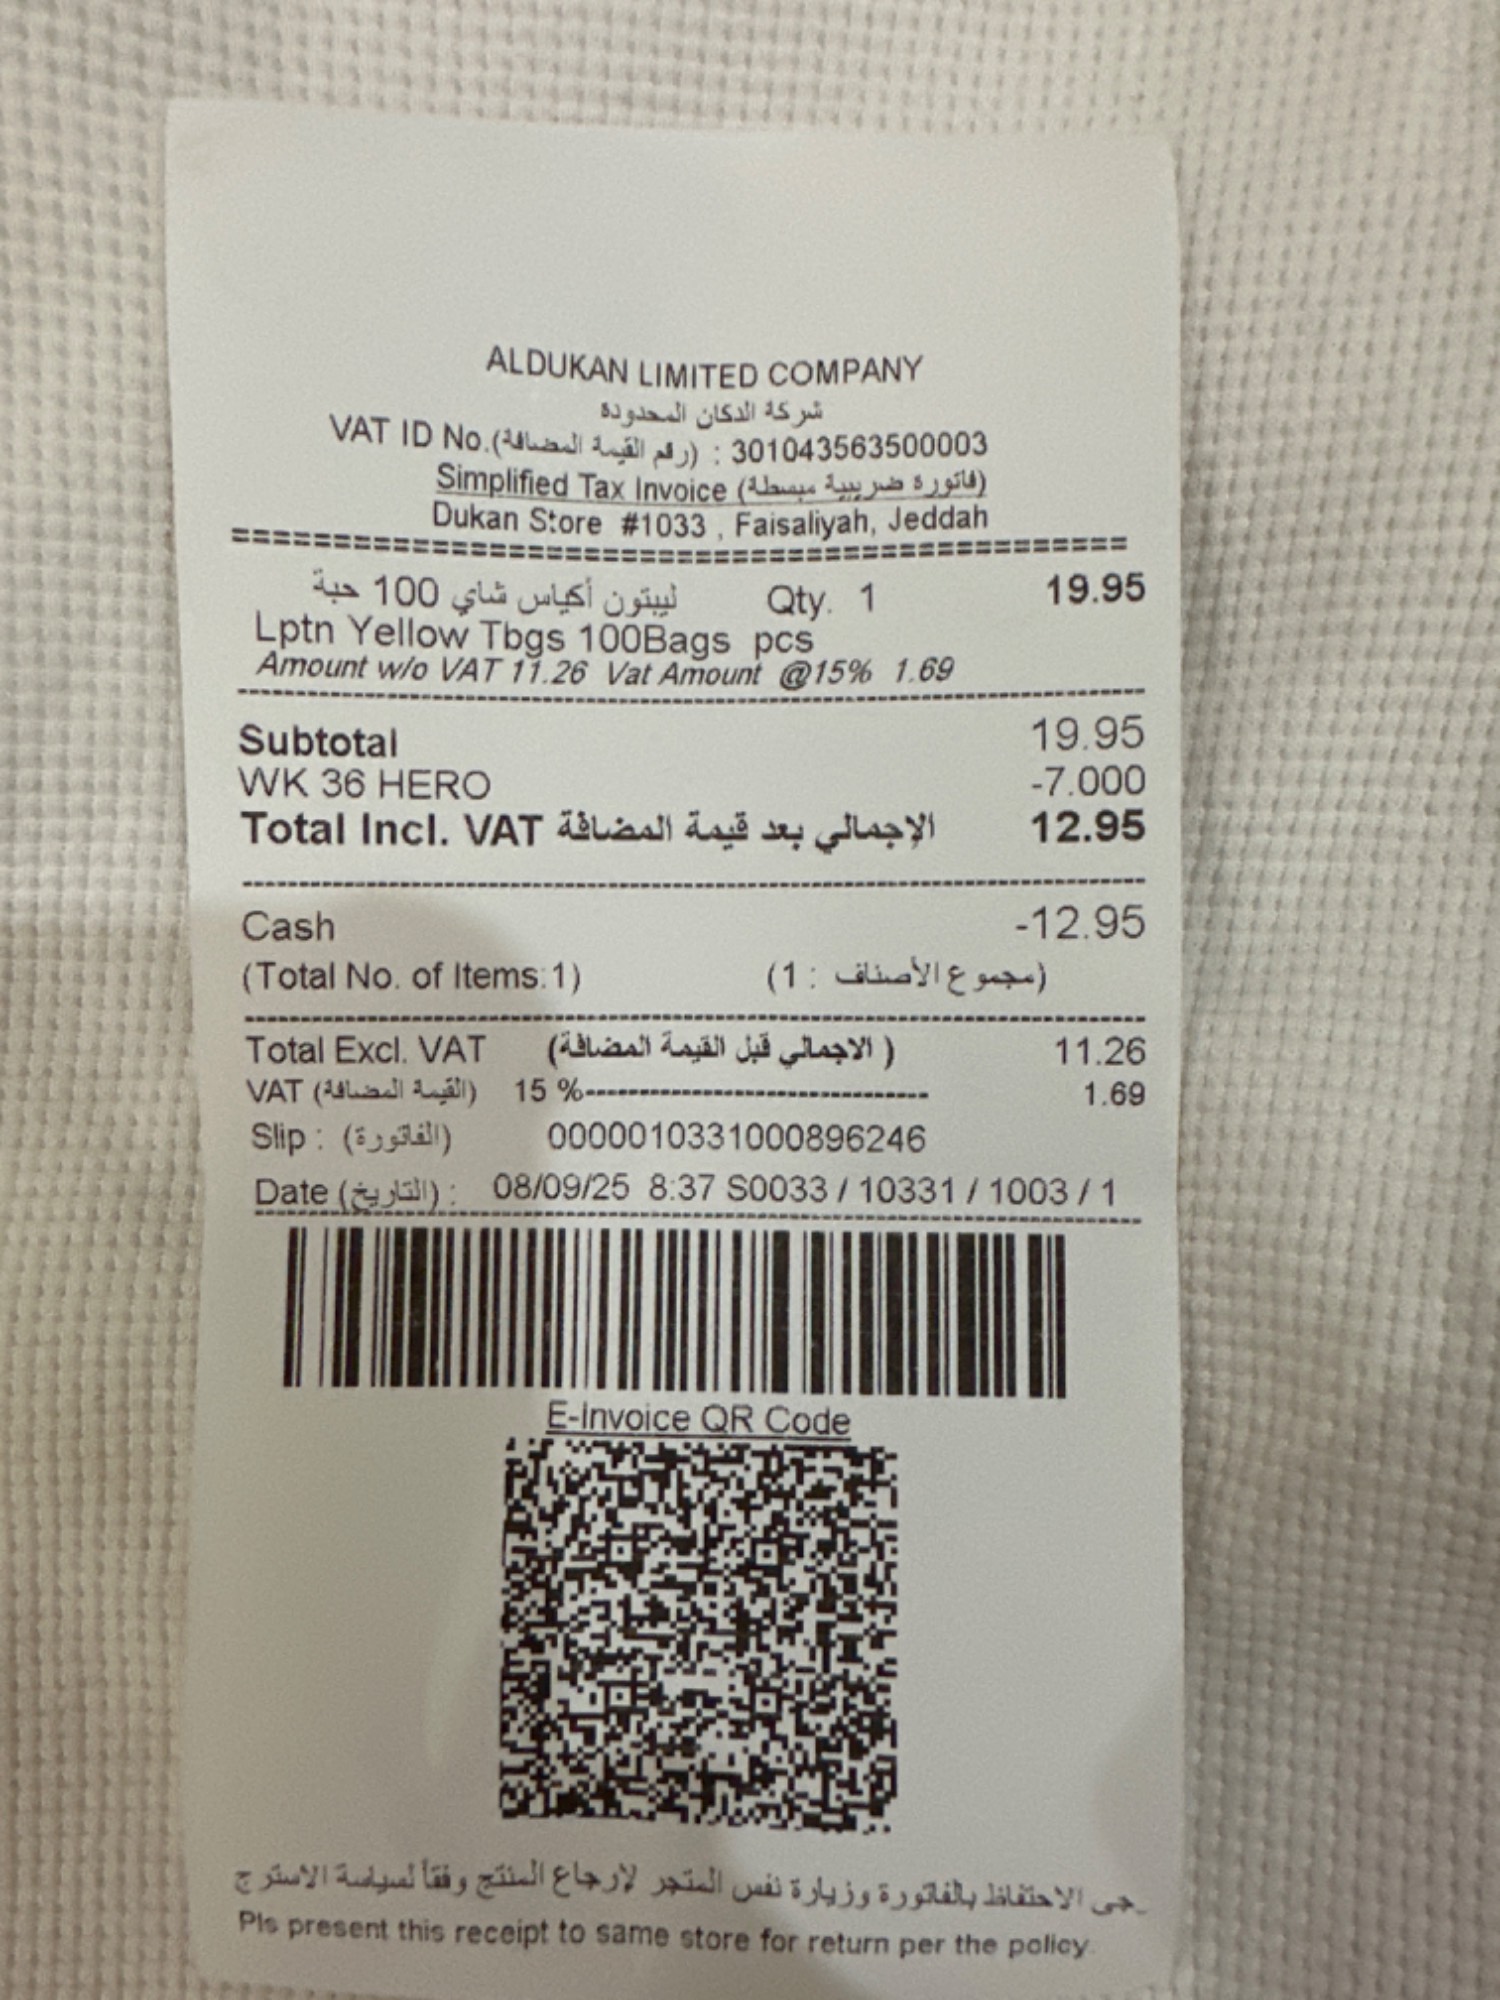 ALDUKAN LIMITED COMPANY
شركة الدكان المحدودة
VAT ID No.(رقم القيمة المضافة) : 301043563500003
Simplified Tax Invoice (فاتورة ضريبية مبسطة)
Dukan Store #1033 , Faisaliyah, Jeddah
ليبتون أكياس شاي 100 حبة Qty. 1 19.95
Lptn Yellow Tbgs 100Bags pcs
Amount w/o VAT 11.26 Vat Amount @15% 1.69
Subtotal 19.95
WK 36 HERO -7.000
Total Incl. VAT الإجمالي بعد قيمة المضافة 12.95
Cash -12.95
(Total No. of Items:1) (مجموع الأصناف : 1)
Total Excl. VAT (الاجمالي قبل القيمة المضافة ) 11.26
VAT (القيمة المضافة) 15 %---------------------------------- 1.69
Slip : (الفاتورة) 0000010331000896246
Date (التاريخ) : 08/09/25 8:37 S0033 / 10331 / 1003 / 1
E-Invoice QR Code
جى الاحتفاظ بالفاتورة وزيارة نفس المتجر لإرجاع المنتج وفقاً لسياسة الاسترج
Pls present this receipt to same store for return per the policy